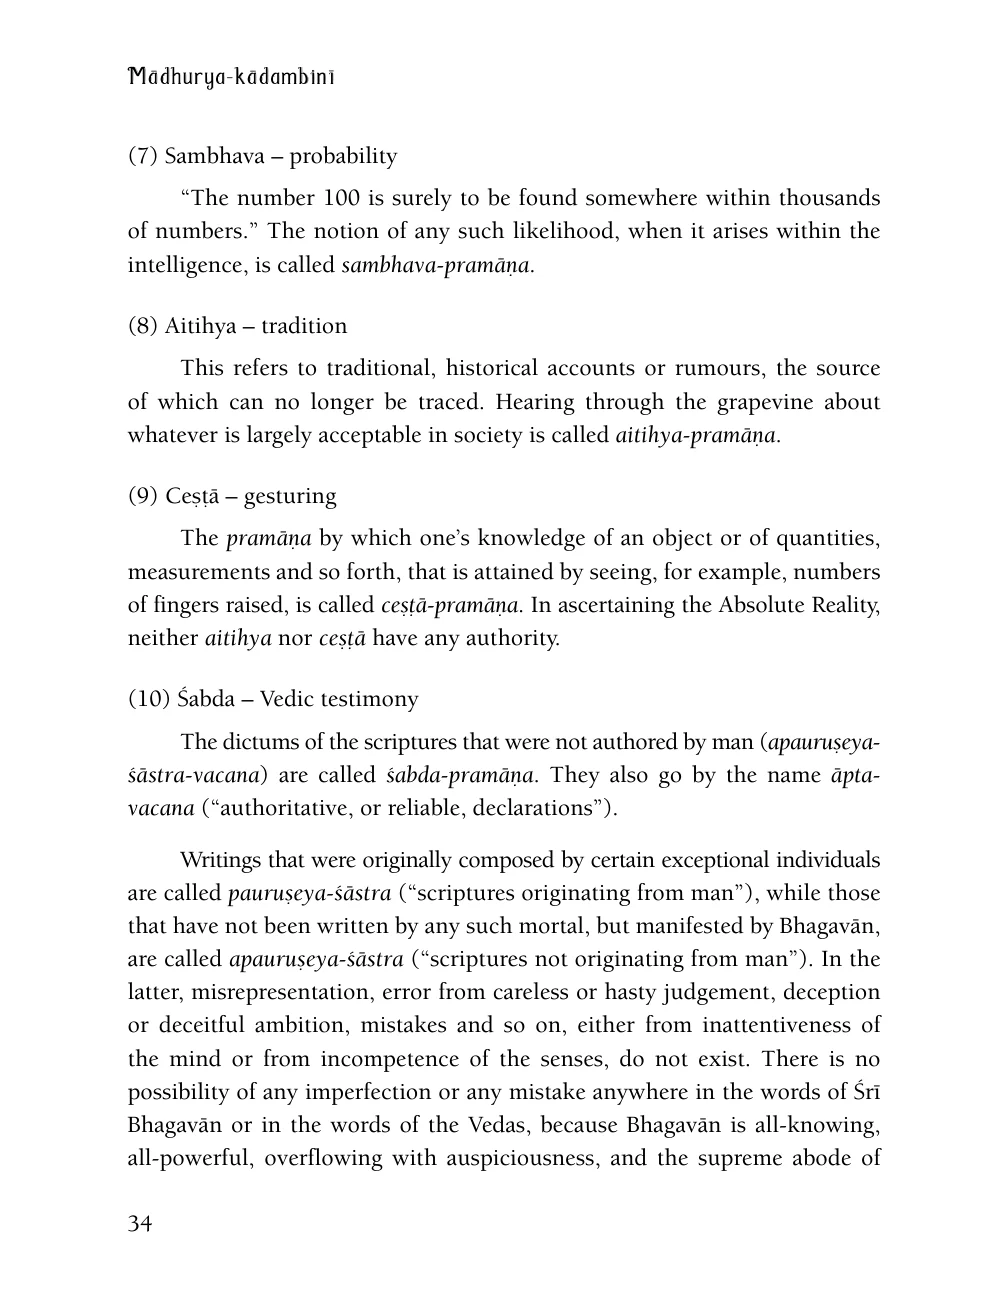 Mādhurya-kādambinī
(7) Sambhava – probability
“The number 100 is surely to be found somewhere within thousands
of numbers.” The notion of any such likelihood, when it arises within the
intelligence, is called sambhava-pramāṇa.
(8) Aitihya – tradition
This refers to traditional, historical accounts or rumours, the source
of which can no longer be traced. Hearing through the grapevine about
whatever is largely acceptable in society is called aitihya-pramāṇa.
(9) Ceṣṭā – gesturing
The pramāṇa by which one’s knowledge of an object or of quantities,
measurements and so forth, that is attained by seeing, for example, numbers
of fingers raised, is called ceṣṭā-pramāṇa. In ascertaining the Absolute Reality,
neither aitihya nor ceṣṭā have any authority.
(10) Śabda – Vedic testimony
The dictums of the scriptures that were not authored by man (apauruṣeya-
śāstra-vacana) are called śabda-pramāṇa. They also go by the name āpta-
vacana (“authoritative, or reliable, declarations”).
Writings that were originally composed by certain exceptional individuals
are called pauruṣeya-śāstra (“scriptures originating from man”), while those
that have not been written by any such mortal, but manifested by Bhagavān,
are called apauruṣeya-śāstra (“scriptures not originating from man”). In the
latter, misrepresentation, error from careless or hasty judgement, deception
or deceitful ambition, mistakes and so on, either from inattentiveness of
the mind or from incompetence of the senses, do not exist. There is no
possibility of any imperfection or any mistake anywhere in the words of Śrī
Bhagavān or in the words of the Vedas, because Bhagavān is all-knowing,
all-powerful, overflowing with auspiciousness, and the supreme abode of
34